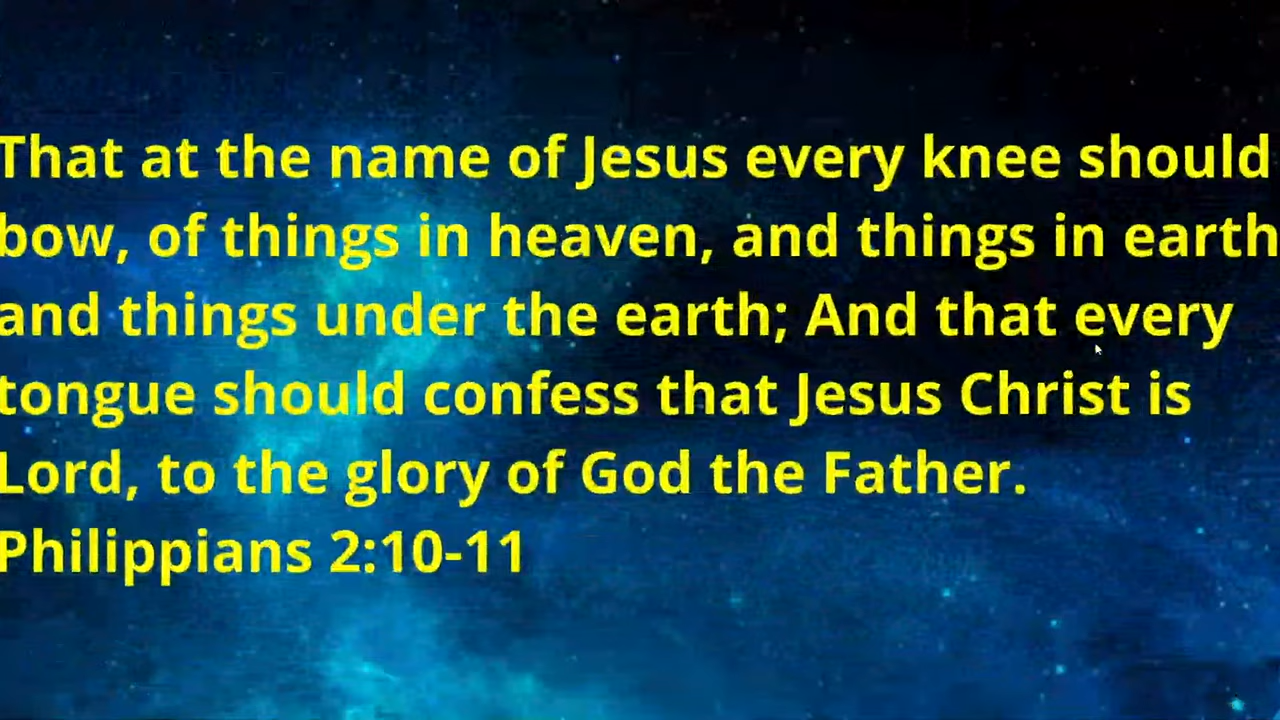 That at the name of Jesus every knee should
bow, of things in heaven, and things in earth
and things under the earth; And that every
tongue should confess that Jesus Christ is
Lord, to the glory of God the Father.
Philippians 2:10-11